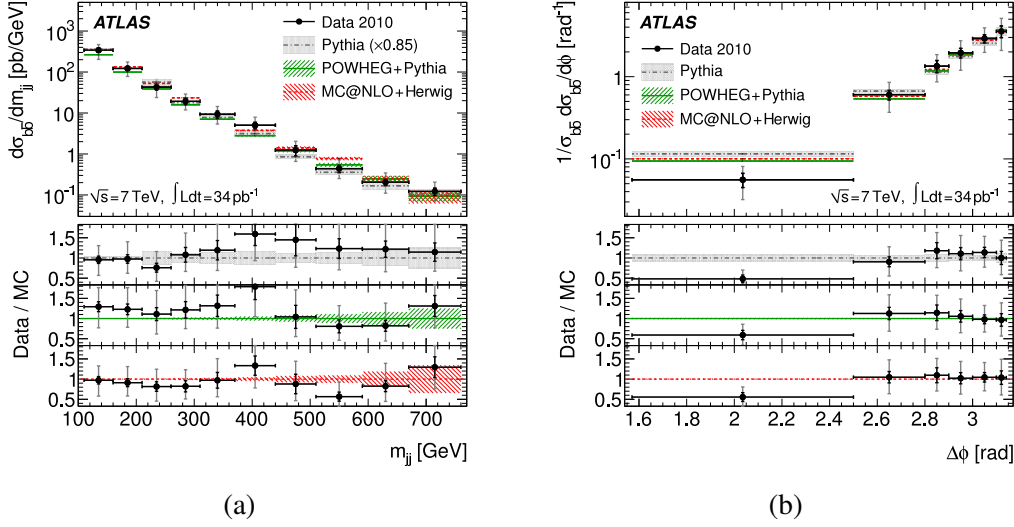 ATLAS
Data 2010
Pythia (×0.85)
POWHEG+Pythia
MC@NLO+Herwig
dσ_bb̄/dm_jj [pb/GeV]
10³
10²
10
1
10⁻¹
√s = 7 TeV, ∫Ldt = 34 pb⁻¹
Data / MC
1.5
1
0.5
1.5
1
0.5
1.5
1
0.5
100 200 300 400 500 600 700
m_jj [GeV]
(a)
ATLAS
Data 2010
Pythia
POWHEG+Pythia
MC@NLO+Herwig
1/σ_bb̄ dσ_bb̄/dϕ [rad⁻¹]
1
10⁻¹
√s = 7 TeV, ∫Ldt = 34 pb⁻¹
Data / MC
1.5
1
0.5
1.5
1
0.5
1.5
1
0.5
1.6 1.8 2 2.2 2.4 2.6 2.8 3
Δϕ [rad]
(b)